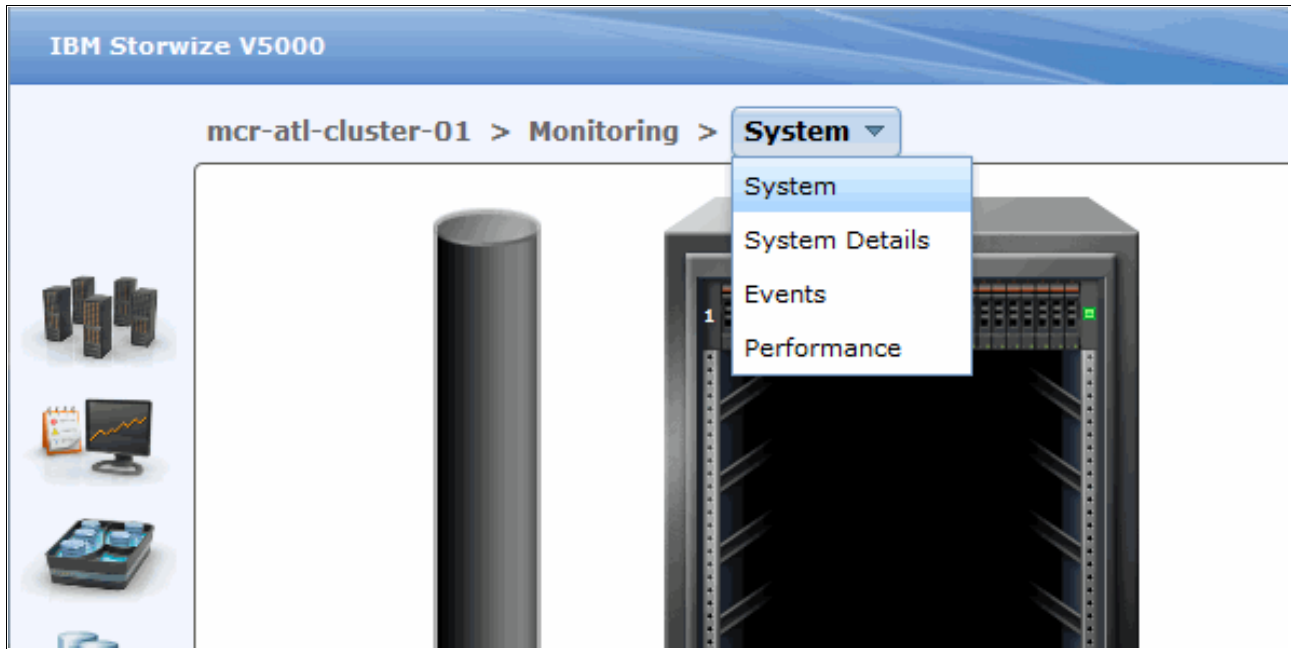 IBM Storwize V5000
mcr-atl-cluster-01 > Monitoring > System
System
System Details
Events
Performance
1